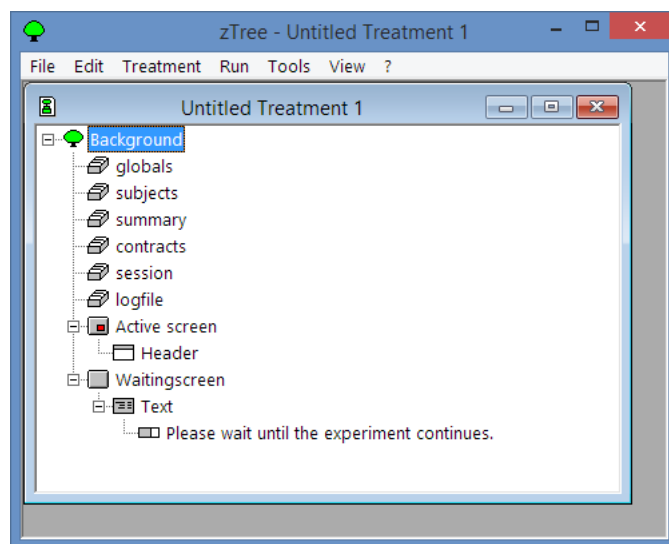 zTree - Untitled Treatment 1
File Edit Treatment Run Tools View ?
Untitled Treatment 1
Background
globals
subjects
summary
contracts
session
logfile
Active screen
Header
Waitingscreen
Text
Please wait until the experiment continues.